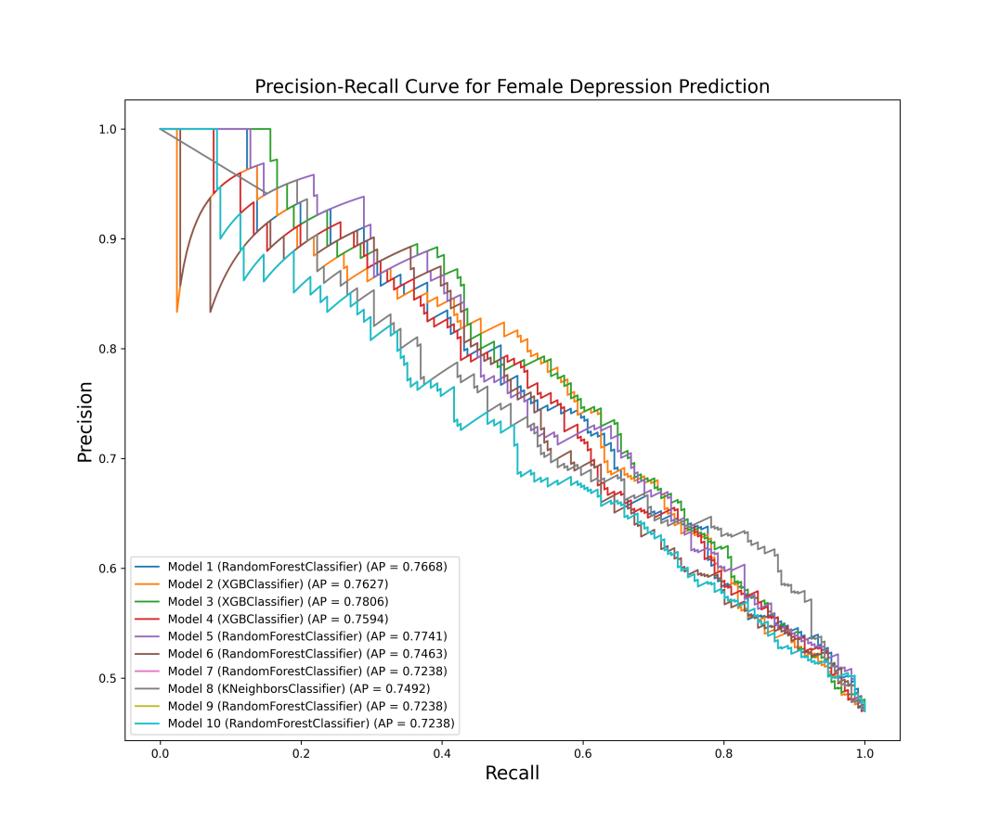 Precision-Recall Curve for Female Depression Prediction
1.0
0.9
0.8
0.7
0.6
0.5
Precision
Model 1 (RandomForestClassifier) (AP = 0.7668)
Model 2 (XGBClassifier) (AP = 0.7627)
Model 3 (XGBClassifier) (AP = 0.7806)
Model 4 (XGBClassifier) (AP = 0.7594)
Model 5 (RandomForestClassifier) (AP = 0.7741)
Model 6 (RandomForestClassifier) (AP = 0.7463)
Model 7 (RandomForestClassifier) (AP = 0.7238)
Model 8 (KNeighborsClassifier) (AP = 0.7492)
Model 9 (RandomForestClassifier) (AP = 0.7238)
Model 10 (RandomForestClassifier) (AP = 0.7238)
0.0 0.2 0.4 0.6 0.8 1.0
Recall